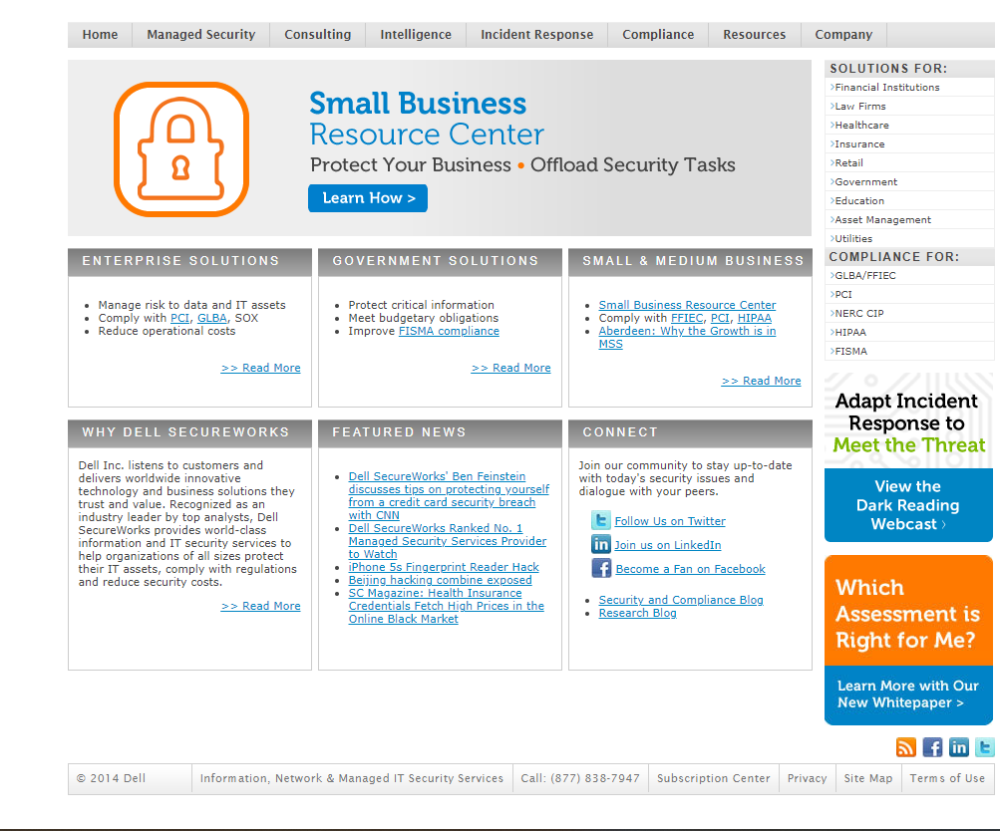 Home Managed Security Consulting Intelligence Incident Response Compliance Resources Company
Small Business
Resource Center
Protect Your Business • Offload Security Tasks
Learn How >
ENTERPRISE SOLUTIONS
Manage risk to data and IT assets
Comply with PCI, GLBA, SOX
Reduce operational costs
>> Read More
GOVERNMENT SOLUTIONS
Protect critical information
Meet budgetary obligations
Improve FISMA compliance
>> Read More
SMALL & MEDIUM BUSINESS
Small Business Resource Center
Comply with FFIEC, PCI, HIPAA
Aberdeen: Why the Growth is in
MSS
>> Read More
WHY DELL SECUREWORKS
Dell Inc. listens to customers and
delivers worldwide innovative
technology and business solutions they
trust and value. Recognized as an
industry leader by top analysts, Dell
SecureWorks provides world-class
information and IT security services to
help organizations of all sizes protect
their IT assets, comply with regulations
and reduce security costs.
>> Read More
FEATURED NEWS
Dell SecureWorks' Ben Feinstein
discusses tips on protecting yourself
from a credit card security breach
with CNN
Dell SecureWorks Ranked No. 1
Managed Security Services Provider
to Watch
iPhone 5s Fingerprint Reader Hack
Beijing hacking combine exposed
SC Magazine: Health Insurance
Credentials Fetch High Prices in the
Online Black Market
CONNECT
Join our community to stay up-to-date
with today's security issues and
dialogue with your peers.
Follow Us on Twitter
in Join us on LinkedIn
Become a Fan on Facebook
Security and Compliance Blog
Research Blog
SOLUTIONS FOR:
Financial Institutions
Law Firms
Healthcare
Insurance
Retail
Government
Education
Asset Management
Utilities
COMPLIANCE FOR:
GLBA/FFIEC
PCI
NERC CIP
HIPAA
FISMA
Adapt Incident
Response to
Meet the Threat
View the
Dark Reading
Webcast ›
Which
Assessment is
Right for Me?
Learn More with Our
New Whitepaper >
© 2014 Dell Information, Network & Managed IT Security Services Call: (877) 838-7947 Subscription Center Privacy Site Map Terms of Use